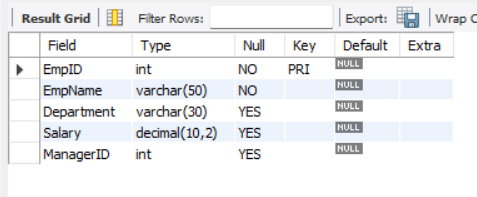 Result Grid Filter Rows: Export: Wrap C
Field Type Null Key Default Extra
EmpID int NO PRI NULL
EmpName varchar(50) NO NULL
Department varchar(30) YES NULL
Salary decimal(10,2) YES NULL
ManagerID int YES NULL